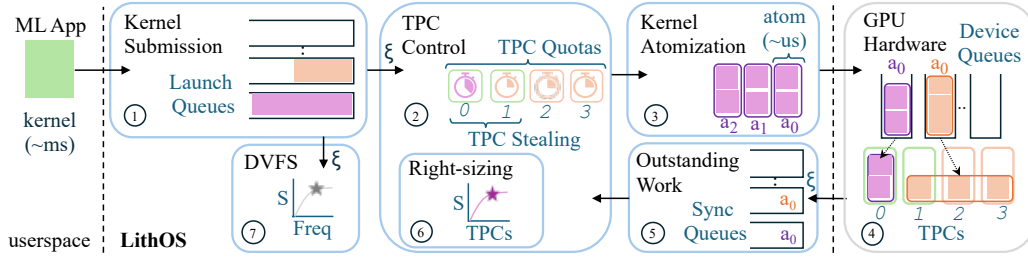 ML App
kernel
(~ms)
userspace
LithOS
Kernel
Submission
Launch
Queues
1
ξ
ξ
DVFS
S
Freq
7
TPC
Control
TPC Quotas
2
0 1 2 3
TPC Stealing
Right-sizing
S
TPCs
6
Kernel
Atomization
atom
(~us)
3
a2 a1 a0
Outstanding
Work
Sync
Queues
a0
a0
5
ξ
GPU
Hardware
Device
Queues
a0 a0
..
0 1 2 3
4
TPCs